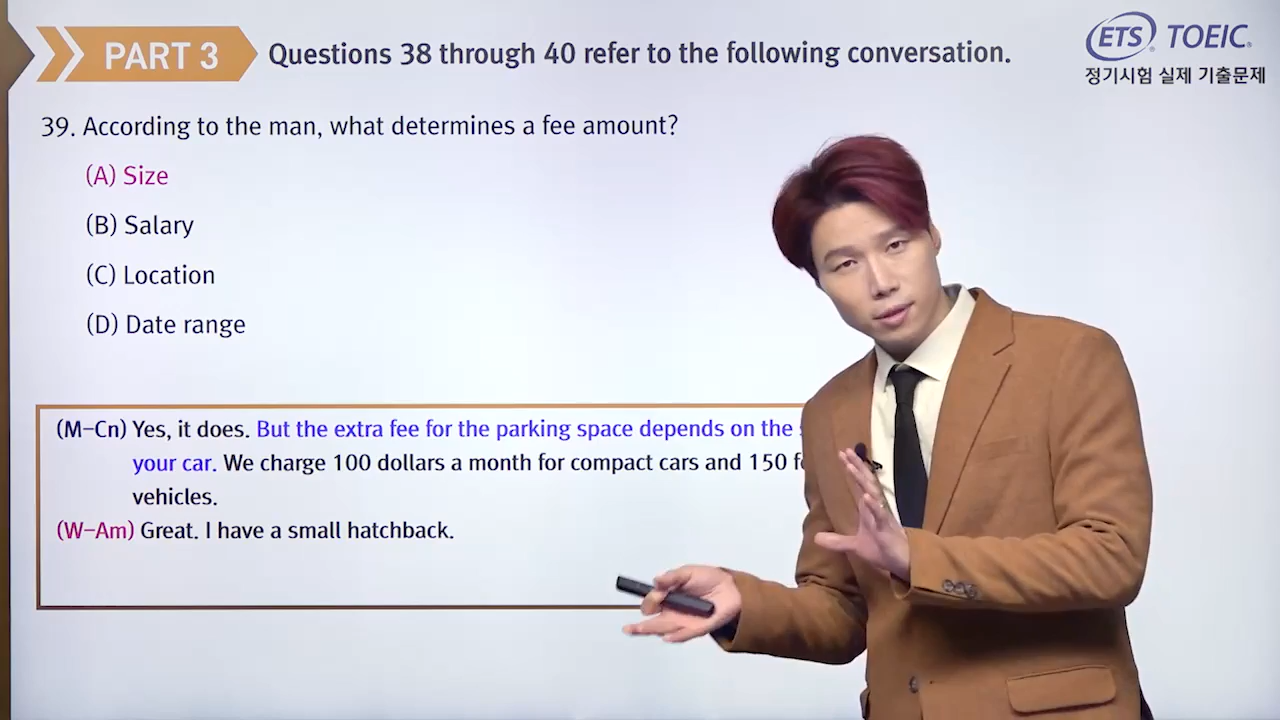 PART 3 Questions 38 through 40 refer to the following conversation.
ETS TOEIC
정기시험 실제 기출문제
39. According to the man, what determines a fee amount?
(A) Size
(B) Salary
(C) Location
(D) Date range
(M-Cn) Yes, it does. But the extra fee for the parking space depends on the
your car. We charge 100 dollars a month for compact cars and 150
vehicles.
(W-Am) Great. I have a small hatchback.